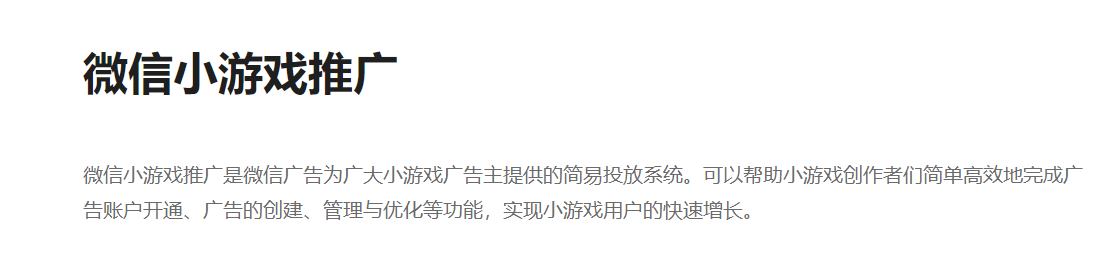 微信小游戏推广
微信小游戏推广是微信广告为广大小游戏广告主提供的简易投放系统。可以帮助小游戏创作者们简单高效地完成广
告账户开通、广告的创建、管理与优化等功能，实现小游戏用户的快速增长。